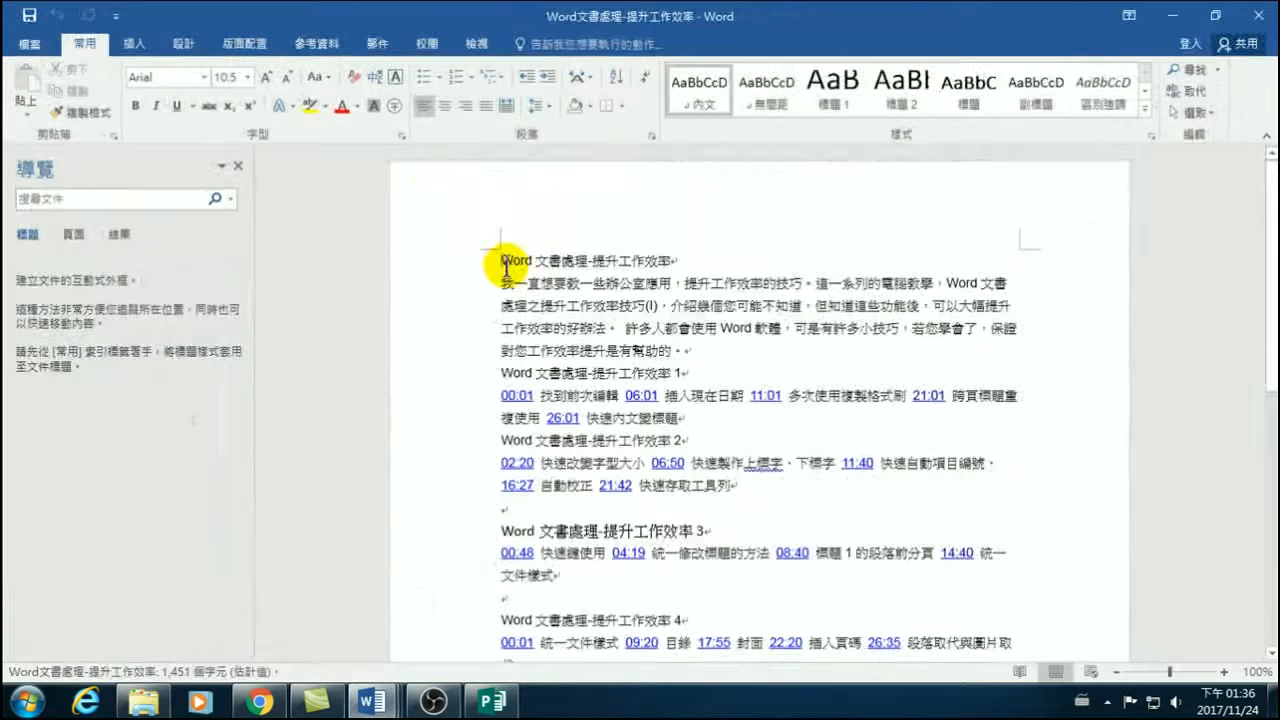 Word文書處理-提升工作效率 - Word
檔案 常用 插入 設計 版面配置 參考資料 郵件 校閱 檢視 告訴我您想要執行的動作... 登入 共用
貼上 剪下 複製 複製格式 剪貼簿
Arial 10.5 字型
段落
AaBbCcD 內文 AaBbCcD 無間距 AaB 標題 1 AaBl 標題 2 AaBbC 標題 AaBbCcD 副標題 AaBbCcD 區別強調 樣式
尋找 取代 選取 編輯
導覽
搜尋文件
標題 頁面 結果
建立文件的互動式外框。
這種方法非常方便您追蹤所在位置，同時也可
以快速移動內容。
請先從 [常用] 索引標籤著手，將標題樣式套用
至文件標題。
Word 文書處理-提升工作效率
我一直想要教一些辦公室應用，提升工作效率的技巧。這一系列的電腦教學，Word 文書
處理之提升工作效率技巧(I)，介紹幾個您可能不知道，但知道這些功能後，可以大幅提升
工作效率的好辦法。 許多人都會使用 Word 軟體，可是有許多小技巧，若您學會了，保證
對您工作效率提升是有幫助的。
Word 文書處理-提升工作效率 1
00:01 找到前次編輯 06:01 插入現在日期 11:01 多次使用複製格式刷 21:01 跨頁標題重
複使用 26:01 快速內文變標題
Word 文書處理-提升工作效率 2
02:20 快速改變字型大小 06:50 快速製作上標字、下標字 11:40 快速自動項目編號、
16:27 自動校正 21:42 快速存取工具列
Word 文書處理-提升工作效率 3
00:48 快速鍵使用 04:19 統一修改標題的方法 08:40 標題 1 的段落前分頁 14:40 統一
文件樣式
Word 文書處理-提升工作效率 4
00:01 統一文件樣式 09:20 目錄 17:55 封面 22:20 插入頁碼 26:35 段落取代與圖片取
Word文書處理-提升工作效率: 1,451 個字元 (估計值)。
100%
下午 01:36
2017/11/24